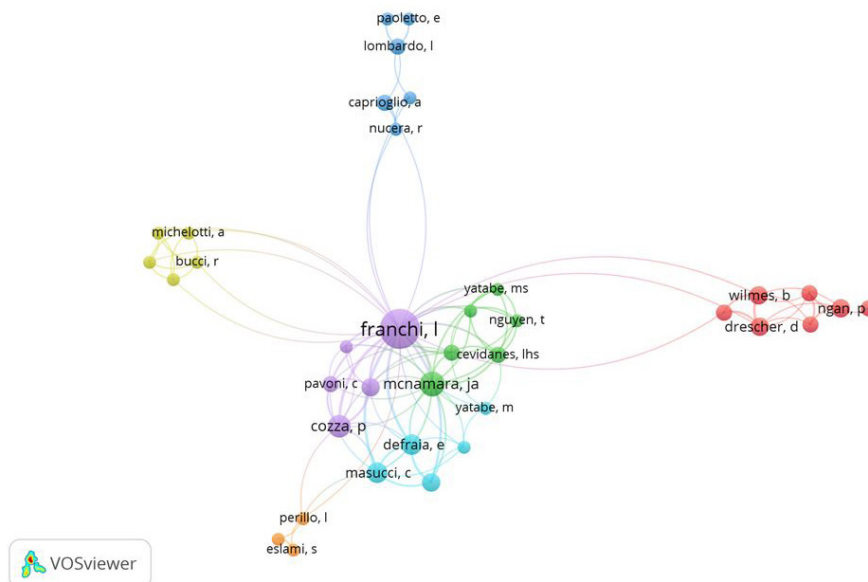 paoletto, e
lombardo, l
caprioglio, a
nucera, r
michelotti, a
bucci, r
yatabe, ms
wilmes, b
ngan, p
franchi, l
nguyen, t
drescher, d
cevidanes, lhs
pavoni, c
mcnamara, ja
yatabe, m
cozza, p
defraia, e
masucci, c
perillo, l
eslami, s
VOSviewer